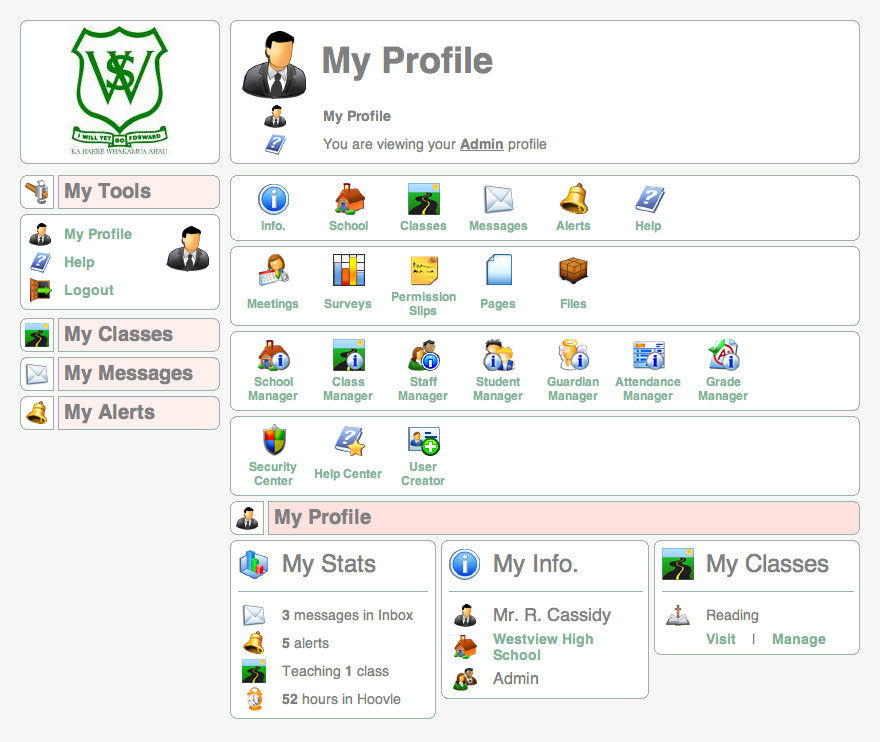 WSV
I WILL YET GO FORWARD
KA HAERE WHAKAMUA AHAU
My Profile
My Profile
You are viewing your Admin profile
My Tools
My Profile
Help
Logout
My Classes
My Messages
My Alerts
Info.
School
Classes
Messages
Alerts
Help
Meetings
Surveys
Permission
Slips
Pages
Files
School
Manager
Class
Manager
Staff
Manager
Student
Manager
Guardian
Manager
Attendance
Manager
Grade
Manager
Security
Center
Help Center
User
Creator
My Profile
My Stats
3 messages in Inbox
5 alerts
Teaching 1 class
52 hours in Hoovle
My Info.
Mr. R. Cassidy
Westview High
School
Admin
My Classes
Reading
Visit | Manage